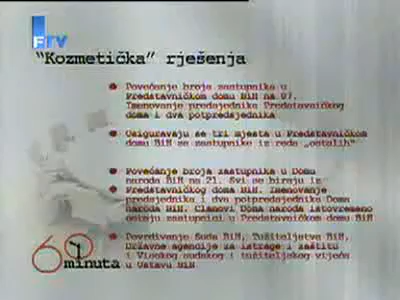 FTV
"Kozmetička" rješenja
Povećanje broja zastupnika u
Predstavničkom domu BiH na 87.
Imenovanje predsjednika Predstavničkog
doma i dva potpredsjednika
Osiguravaju se tri mjesta u Predstavničkom
domu BiH za zastupnike iz reda „ostalih"
Povećanje broja zastupnika u Domu
naroda BiH na 21. Svi se biraju iz
Predstavničkog doma BiH. Imenovanje
predsjednika i dva potpredsjednika Doma
naroda BiH. Članovi Doma naroda istovremeno
ostaju zastupnici u Predstavničkom domu BiH
Uvrđivanje Suda BiH, Tužiteljstva BiH,
Državne agencije za istrage i zaštitu
i Visokog sudskog i tužiteljskog vijeća
u Ustavu BiH
60 minuta